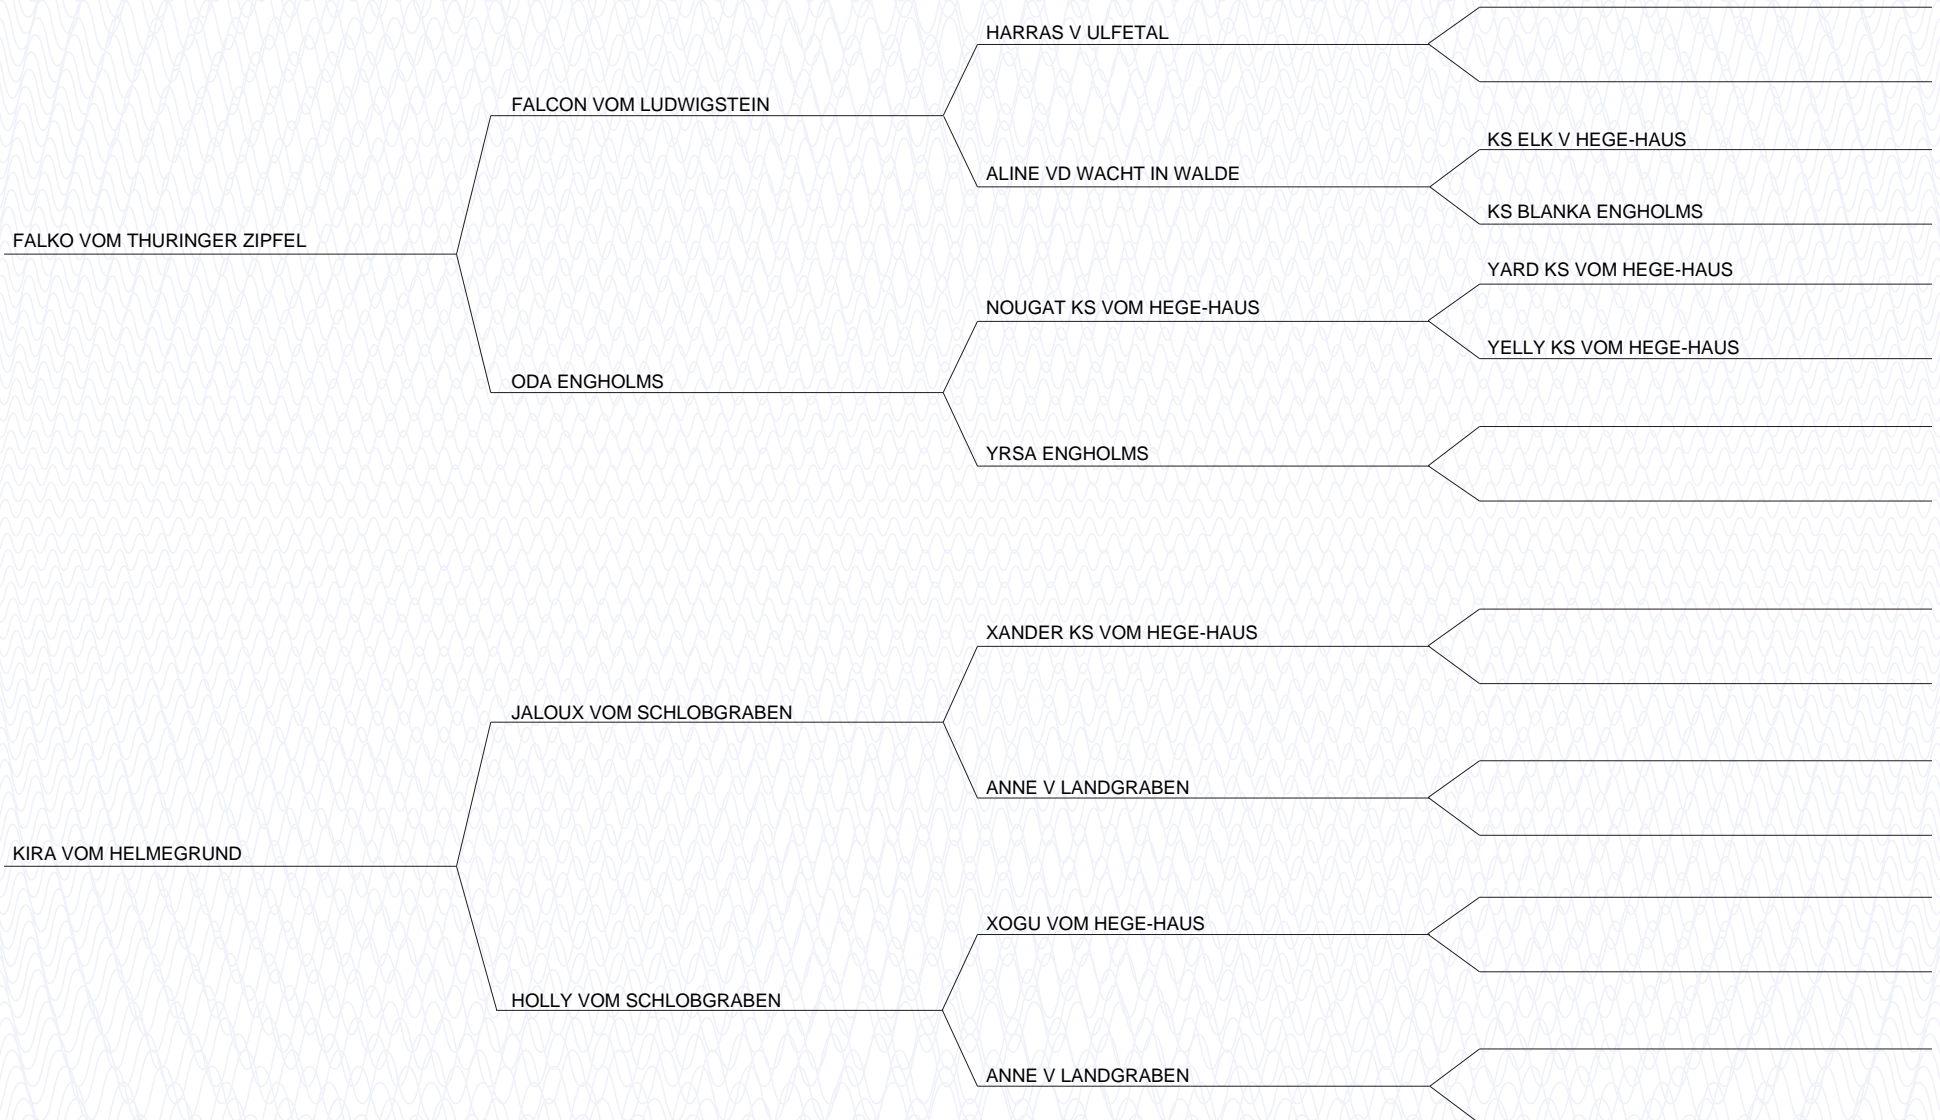 HARRAS V ULFETAL
FALCON VOM LUDWIGSTEIN
KS ELK V HEGE-HAUS
ALINE VD WACHT IN WALDE
KS BLANKA ENGHOLMS
FALKO VOM THURINGER ZIPFEL
YARD KS VOM HEGE-HAUS
NOUGAT KS VOM HEGE-HAUS
YELLY KS VOM HEGE-HAUS
ODA ENGHOLMS
YRSA ENGHOLMS
XANDER KS VOM HEGE-HAUS
JALOUX VOM SCHLOBGRABEN
ANNE V LANDGRABEN
KIRA VOM HELMEGRUND
XOGU VOM HEGE-HAUS
HOLLY VOM SCHLOBGRABEN
ANNE V LANDGRABEN